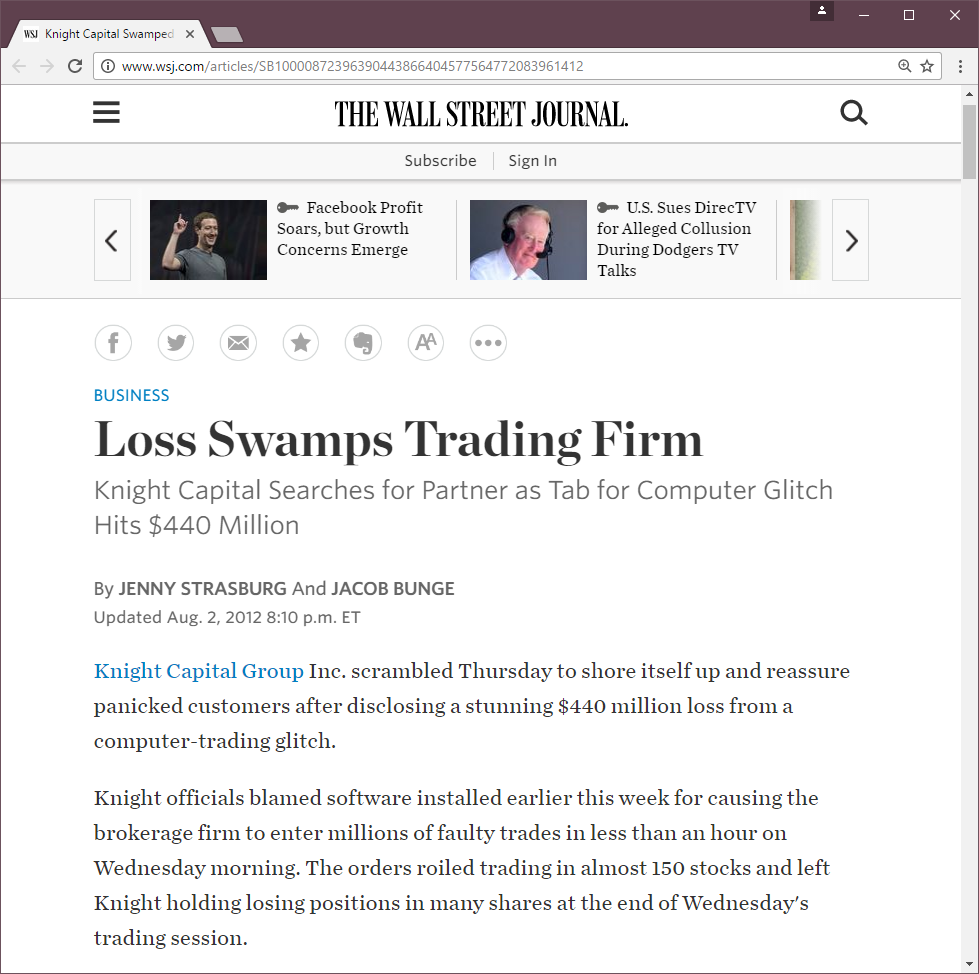 WSJ Knight Capital Swamped
www.wsj.com/articles/SB10000872396390443866404577564772083961412
THE WALL STREET JOURNAL.
Subscribe Sign In
Facebook Profit
Soars, but Growth
Concerns Emerge
U.S. Sues DirecTV
for Alleged Collusion
During Dodgers TV
Talks
f
AA
BUSINESS
Loss Swamps Trading Firm
Knight Capital Searches for Partner as Tab for Computer Glitch
Hits $440 Million
By JENNY STRASBURG And JACOB BUNGE
Updated Aug. 2, 2012 8:10 p.m. ET
Knight Capital Group Inc. scrambled Thursday to shore itself up and reassure
panicked customers after disclosing a stunning $440 million loss from a
computer-trading glitch.
Knight officials blamed software installed earlier this week for causing the
brokerage firm to enter millions of faulty trades in less than an hour on
Wednesday morning. The orders roiled trading in almost 150 stocks and left
Knight holding losing positions in many shares at the end of Wednesday's
trading session.